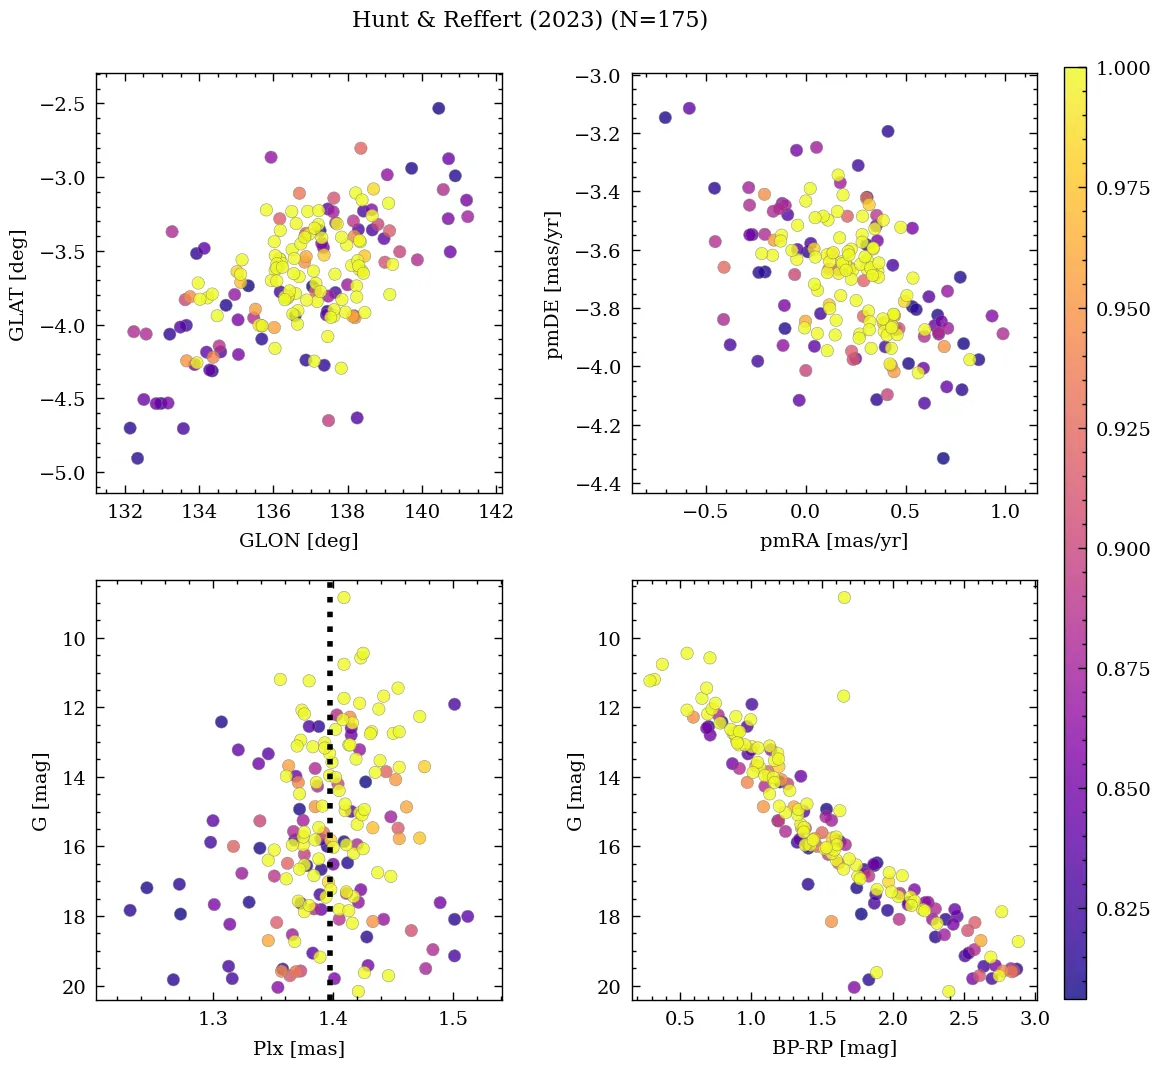 Hunt & Reffert (2023) (N=175)
−2.5
−3.0
−3.5
−4.0
−4.5
−5.0
GLAT [deg]
132 134 136 138 140 142
GLON [deg]
−3.0
−3.2
−3.4
−3.6
−3.8
−4.0
−4.2
−4.4
pmDE [mas/yr]
−0.5 0.0 0.5 1.0
pmRA [mas/yr]
10
12
14
16
18
20
G [mag]
1.3 1.4 1.5
Plx [mas]
10
12
14
16
18
20
G [mag]
0.5 1.0 1.5 2.0 2.5 3.0
BP-RP [mag]
1.000
0.975
0.950
0.925
0.900
0.875
0.850
0.825